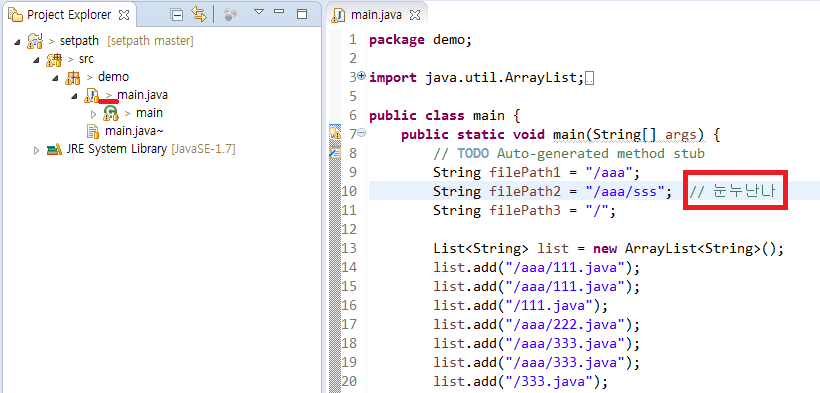 Project Explorer
> setpath [setpath master]
> src
> demo
> main.java
> main
main.java~
JRE System Library [JavaSE-1.7]
main.java
1 package demo;
2
3 import java.util.ArrayList;
5
6 public class main {
7 public static void main(String[] args) {
8 // TODO Auto-generated method stub
9 String filePath1 = "/aaa";
10 String filePath2 = "/aaa/sss"; // 눈누난나
11 String filePath3 = "/";
12
13 List<String> list = new ArrayList<String>();
14 list.add("/aaa/111.java");
15 list.add("/aaa/111.java");
16 list.add("/111.java");
17 list.add("/aaa/222.java");
18 list.add("/aaa/333.java");
19 list.add("/aaa/333.java");
20 list.add("/333.java");